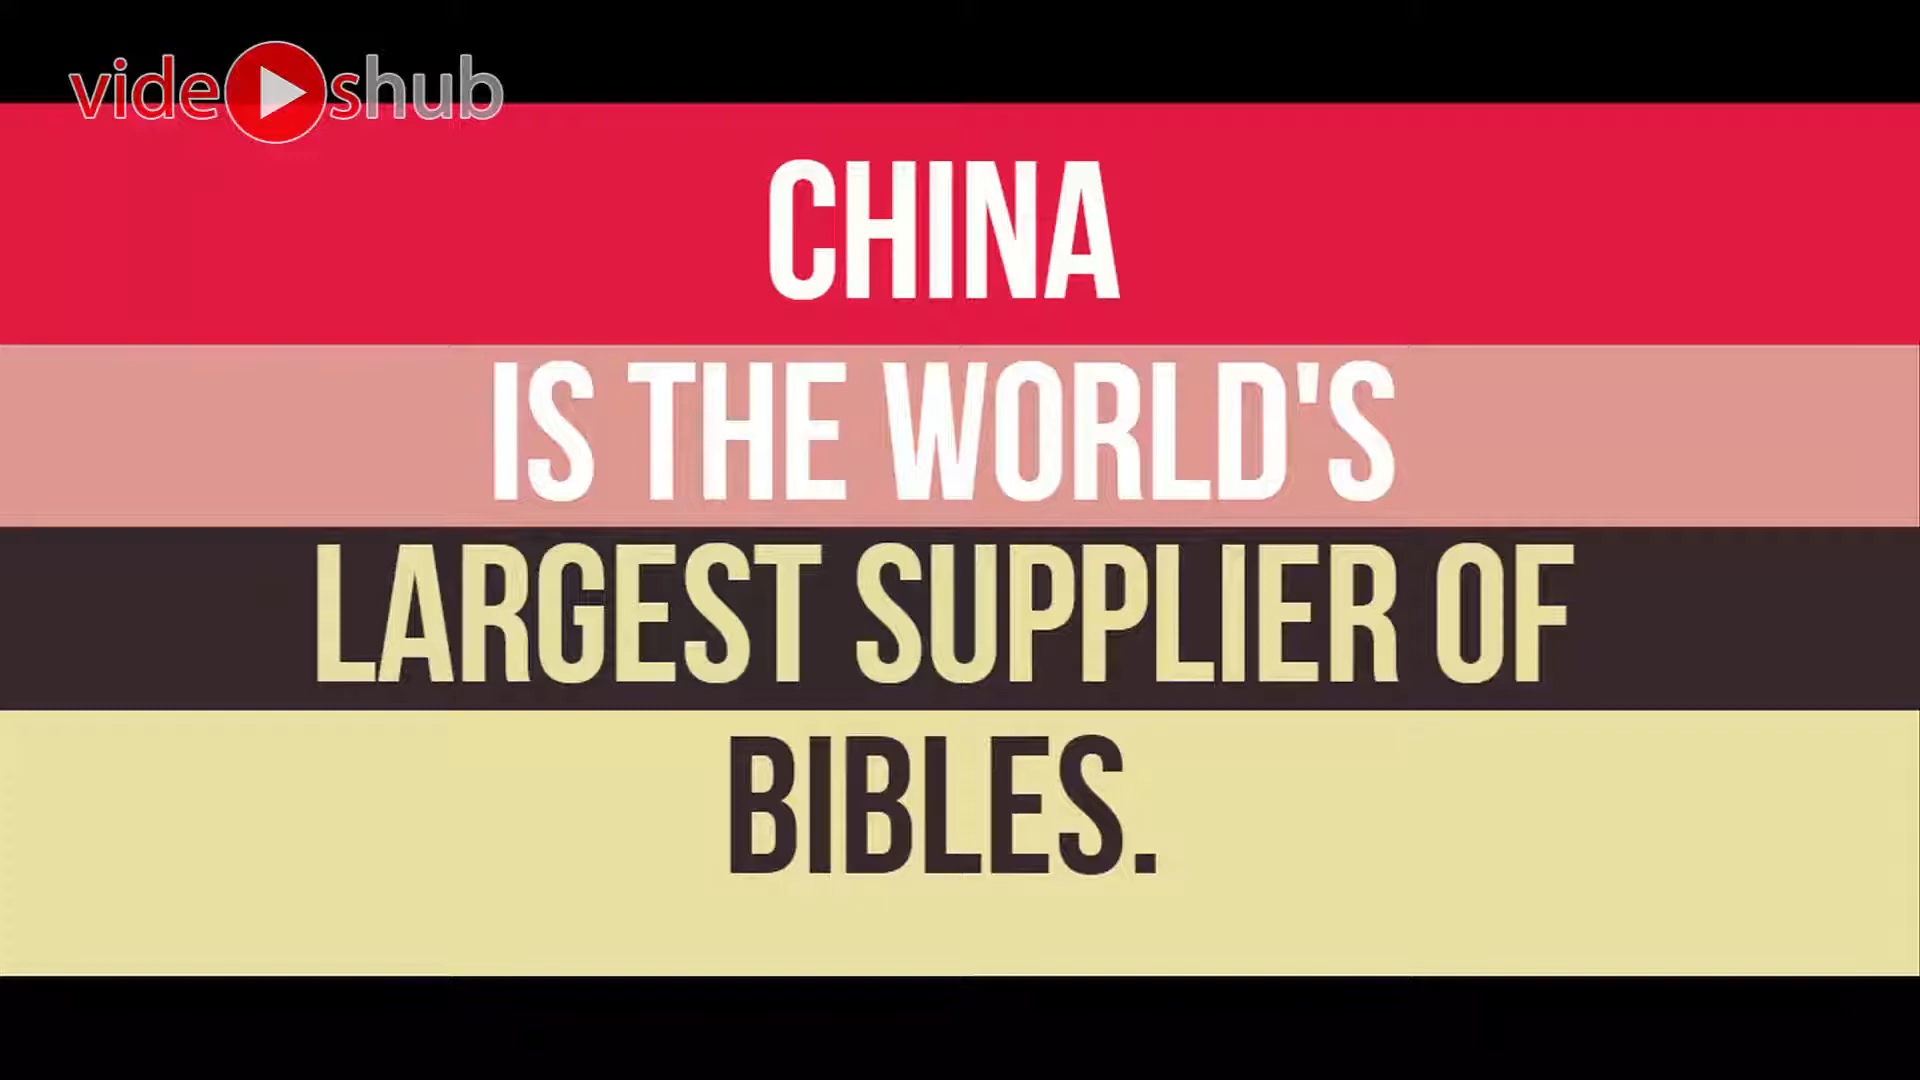 videoshub
CHINA
IS THE WORLD'S
LARGEST SUPPLIER OF
BIBLES.